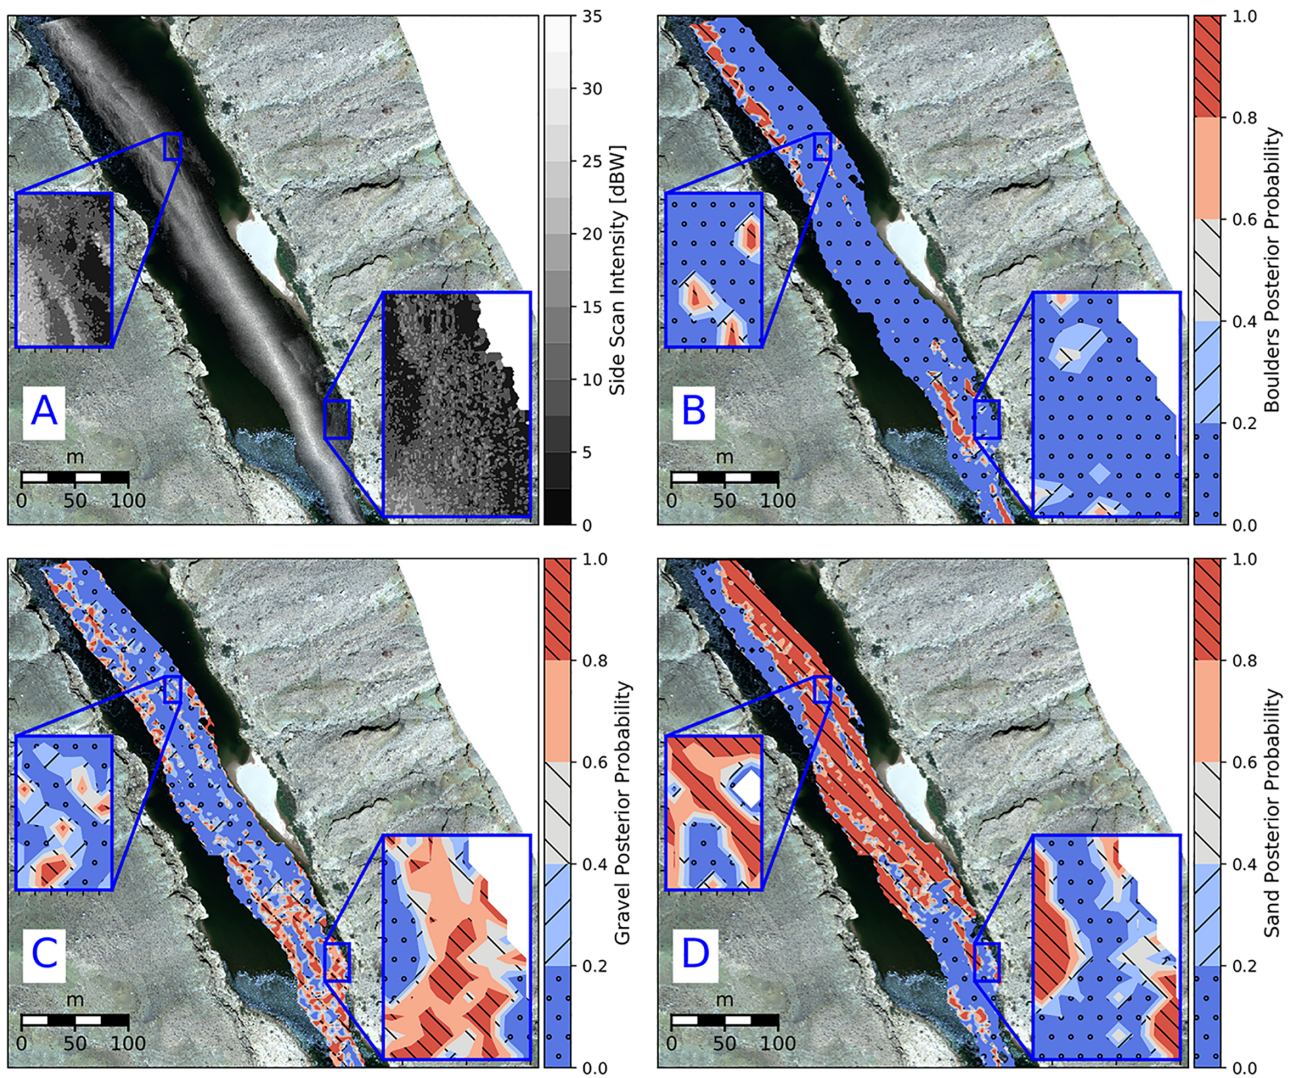 A
m
0 50 100
35
30
25
20
15
10
5
0
Side Scan Intensity [dBW]
B
m
0 50 100
1.0
0.8
0.6
0.4
0.2
0.0
Boulders Posterior Probability
C
m
0 50 100
1.0
0.8
0.6
0.4
0.2
0.0
Gravel Posterior Probability
D
m
0 50 100
1.0
0.8
0.6
0.4
0.2
0.0
Sand Posterior Probability